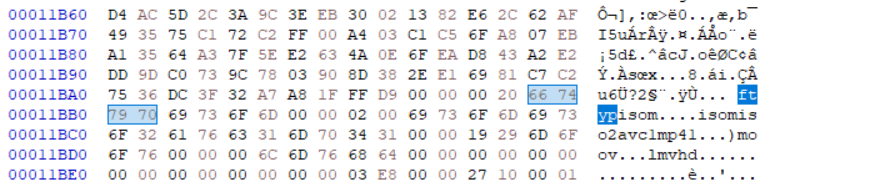 00011B60 D4 AC 5D 2C 3A 9C 3E EB 30 02 13 82 E6 2C 62 AF Ô¬],:œ>ë0..‚æ,b¯
00011B70 49 35 75 C1 72 C2 FF 00 A4 03 C1 C5 6F A8 07 EB I5uÁrÂÿ.¤.ÁÅo¨.ë
00011B80 A1 35 64 A3 7F 5E E2 63 4A 0E 6F EA D8 43 A2 E2 ¡5d£.^âcJ.oêØC¢â
00011B90 DD 9D C0 73 9C 78 03 90 8D 38 2E E1 69 81 C7 C2 Ý.Àsœx...8.ái.ÇÂ
00011BA0 75 36 DC 3F 32 A7 A8 1F FF D9 00 00 00 20 66 74 u6Ü?2§¨.ÿÙ... ft
00011BB0 79 70 69 73 6F 6D 00 00 02 00 69 73 6F 6D 69 73 ypisom....isomis
00011BC0 6F 32 61 76 63 31 6D 70 34 31 00 00 19 29 6D 6F o2avc1mp41...)mo
00011BD0 6F 76 00 00 00 6C 6D 76 68 64 00 00 00 00 00 00 ov...lmvhd......
00011BE0 00 00 00 00 00 00 00 00 03 E8 00 00 27 10 00 01 .........è..'...